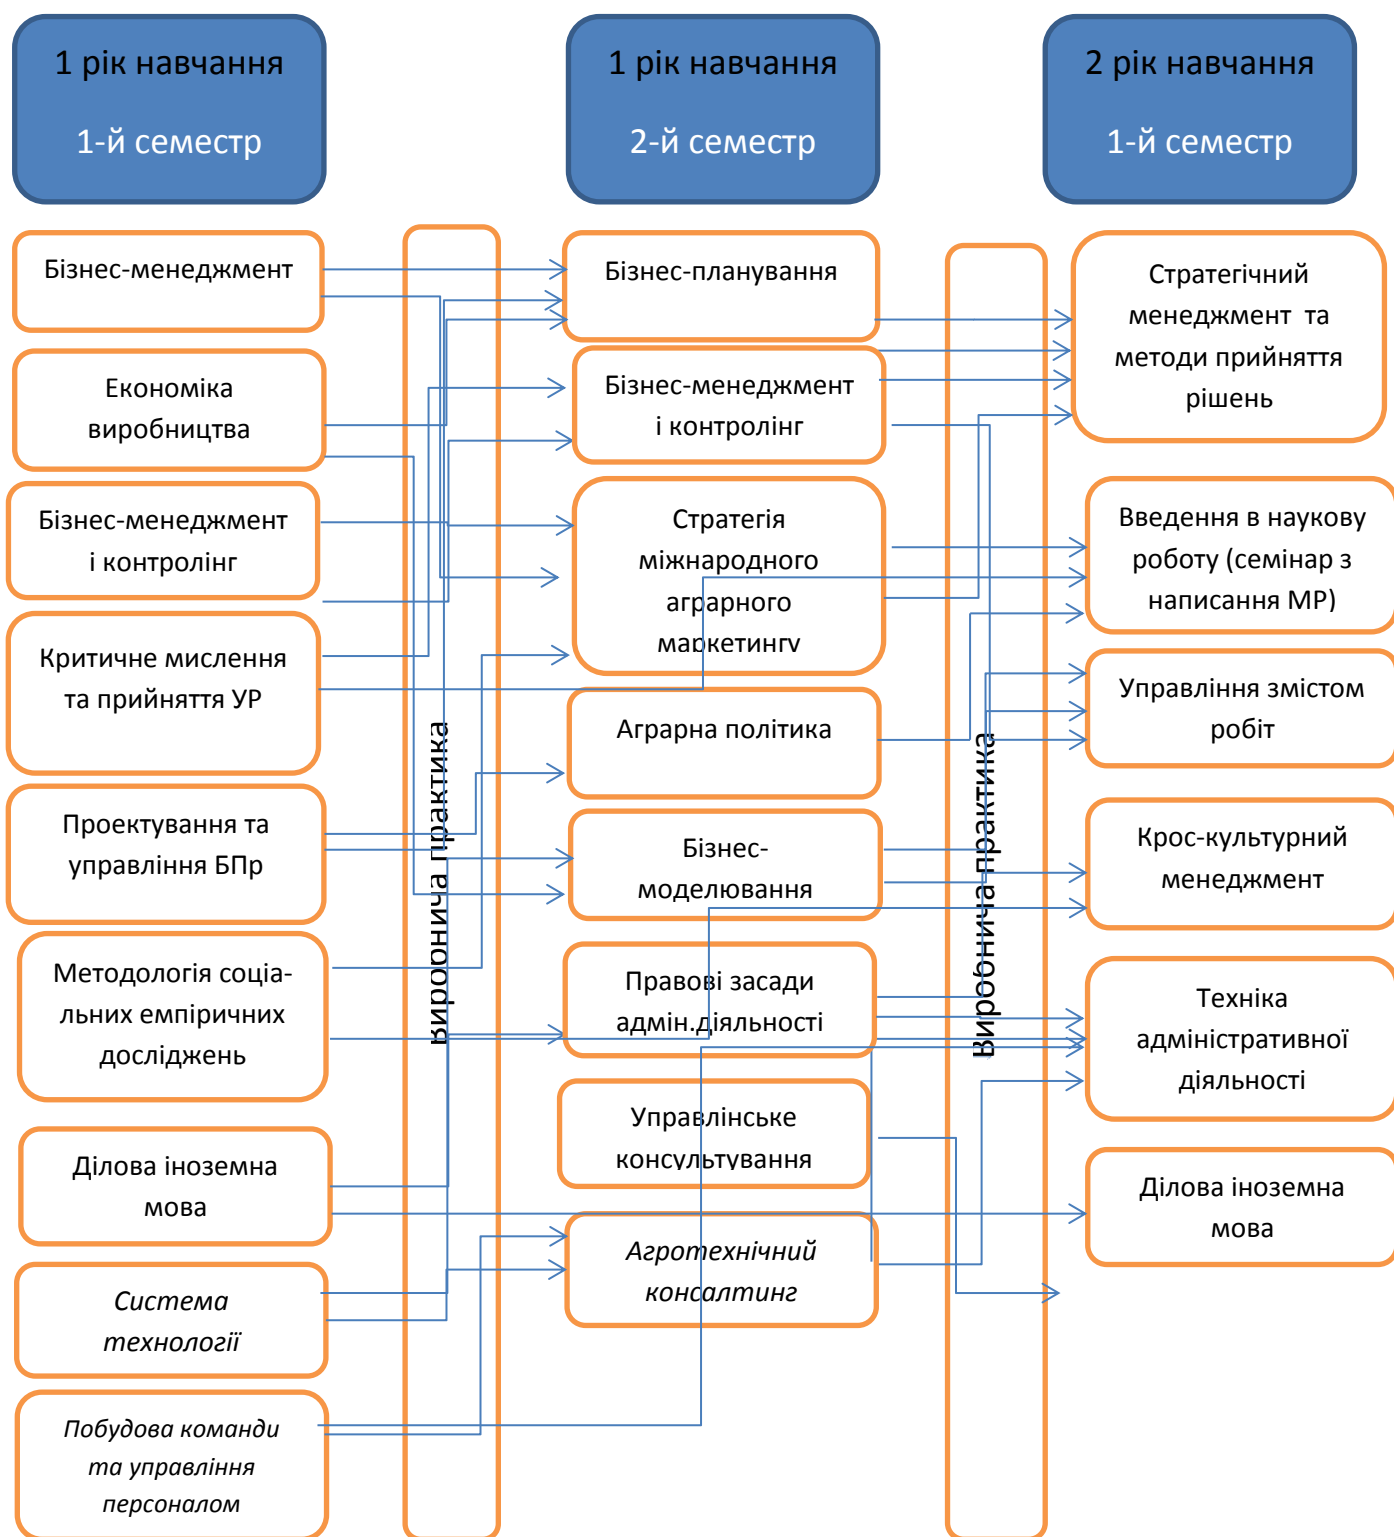 1 рік навчання
1-й семестр
1 рік навчання
2-й семестр
2 рік навчання
1-й семестр
Бізнес-менеджмент
Економіка
виробництва
Бізнес-менеджмент
і контролінг
Критичне мислення
та прийняття УР
Проектування та
управління БПр
Методологія соціа-
льних емпіричних
досліджень
Ділова іноземна
мова
Система
технології
Побудова команди
та управління
персоналом
Виробнича практика
Бізнес-планування
Бізнес-менеджмент
і контролінг
Стратегія
міжнародного
аграрного
маркетингу
Аграрна політика
Бізнес-
моделювання
Правові засади
адмін.діяльності
Управлінське
консультування
Агротехнічний
консалтинг
Виробнича практика
Стратегічний
менеджмент та
методи прийняття
рішень
Введення в наукову
роботу (семінар з
написання МР)
Управління змістом
робіт
Крос-культурний
менеджмент
Техніка
адміністративної
діяльності
Ділова іноземна
мова